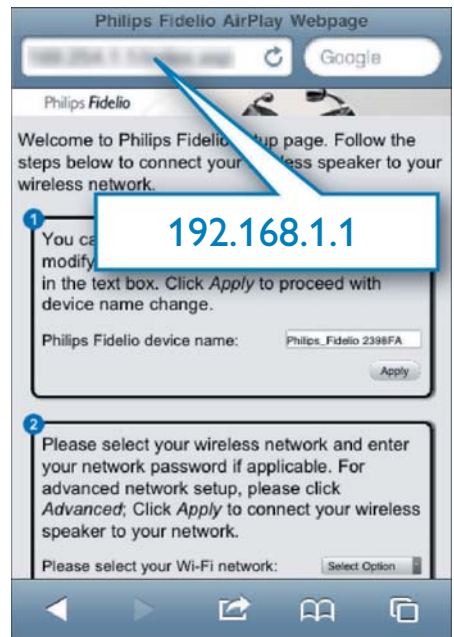 Philips Fidelio AirPlay Webpage
Google
Philips Fidelio
Welcome to Philips Fidelio up page. Follow the
steps below to connect your less speaker to your
wireless network.
192.168.1.1
1
You ca
modify
in the text box. Click Apply to proceed with
device name change.
Philips Fidelio device name: Philips_Fidelio 2398FA
Apply
2
Please select your wireless network and enter
your network password if applicable. For
advanced network setup, please click
Advanced; Click Apply to connect your wireless
speaker to your network.
Please select your Wi-Fi network: Select Option